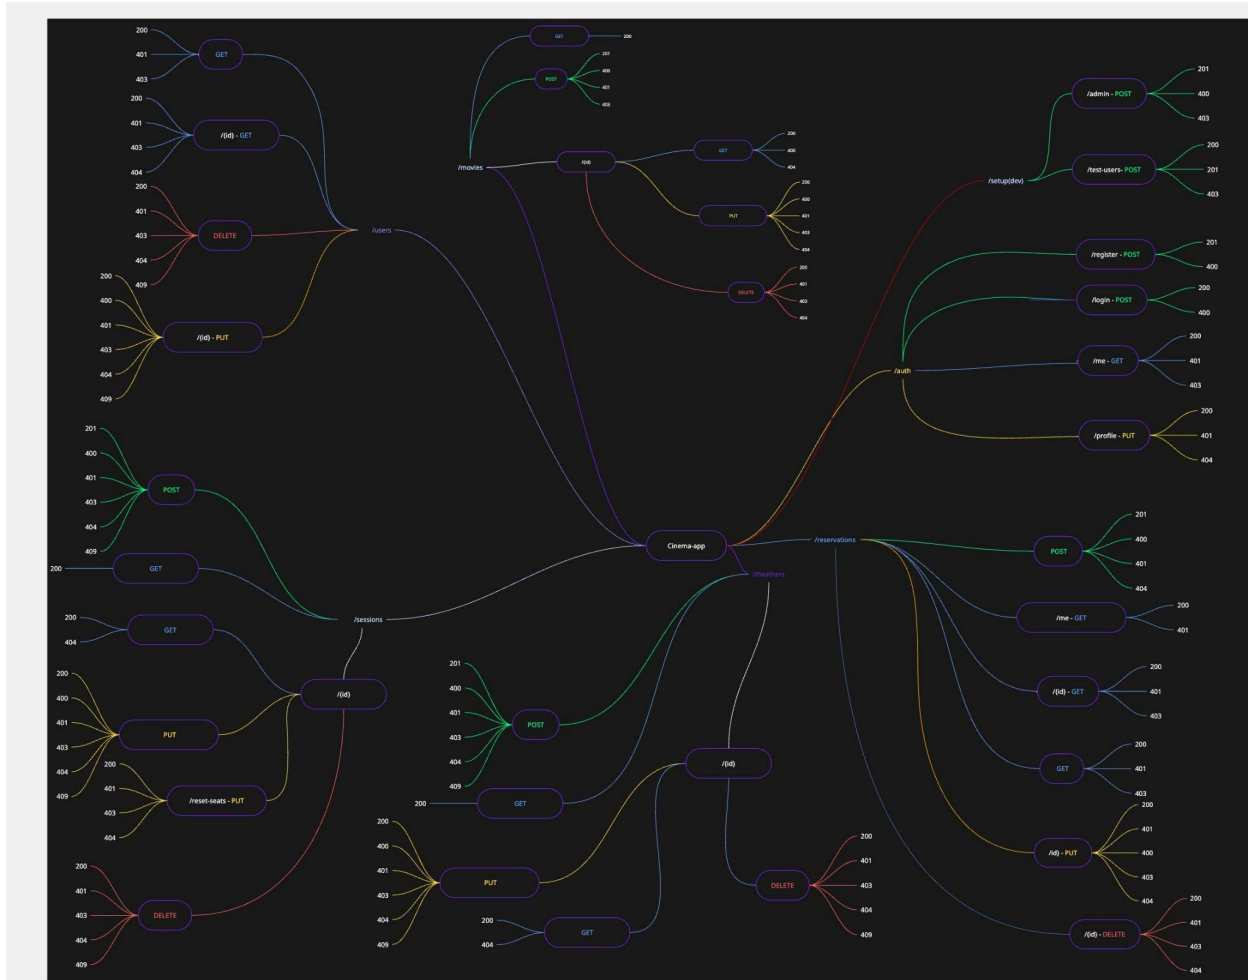 200
401
403
GET
200
401
403
404
/(id) - GET
200
401
403
404
409
DELETE
200
400
401
403
404
409
/(id) - PUT
/users
GET
200
POST
201
400
401
403
/movies
/(id)
GET
200
400
404
PUT
200
400
401
403
404
DELETE
200
401
403
404
/setup(dev)
/admin - POST
201
400
403
/test-users- POST
200
201
403
/auth
/register - POST
201
400
/login - POST
200
400
/me - GET
200
401
403
/profile - PUT
200
401
404
Cinema-app
201
400
401
403
404
409
POST
200
GET
/sessions
200
404
GET
/(id)
200
400
401
403
404
409
PUT
200
401
403
404
/reset-seats - PUT
200
401
403
404
409
DELETE
/theathers
201
400
401
403
404
409
POST
200
GET
/(id)
200
400
401
403
404
409
PUT
200
404
GET
DELETE
200
401
403
404
409
/reservations
POST
201
400
401
404
/me - GET
200
401
/(id) - GET
200
401
403
GET
200
401
403
/id) - PUT
200
401
400
403
404
/(id) - DELETE
200
401
403
404